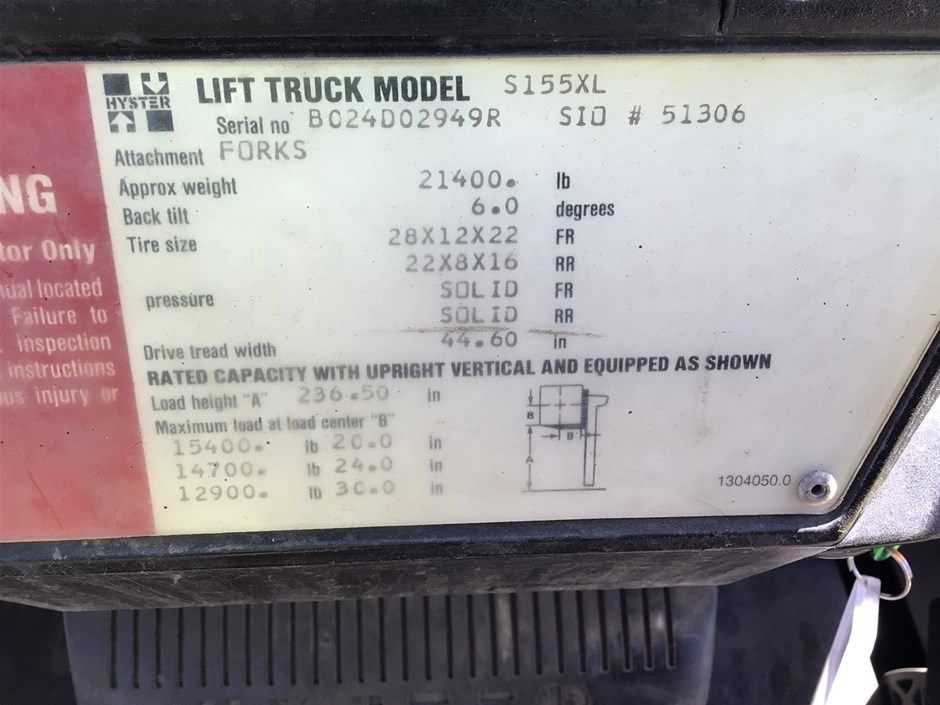 HYSTER
LIFT TRUCK MODEL S155XL
Serial no B024D02949R SIO # 51306
Attachment FORKS
Approx weight 21400. lb
Back tilt 6.0 degrees
Tire size 28X12X22 FR
22X8X16 RR
pressure SOLID FR
SOLID RR
Drive tread width 44.60 in
RATED CAPACITY WITH UPRIGHT VERTICAL AND EQUIPPED AS SHOWN
Load height "A" 236.50 in
Maximum load at load center "B"
15400. lb 20.0 in
14700. lb 24.0 in
12900. lb 30.0 in
B
B
A
1304050.0
NG
tor Only
ual located
Failure to
inspection
instructions
us injury or